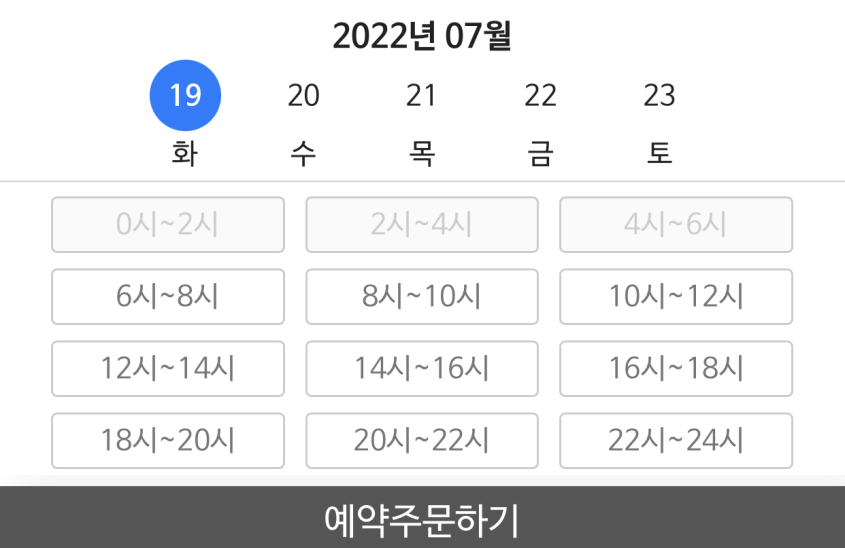 2022년 07월
19 20 21 22 23
화 수 목 금 토
0시~2시 2시~4시 4시~6시
6시~8시 8시~10시 10시~12시
12시~14시 14시~16시 16시~18시
18시~20시 20시~22시 22시~24시
예약주문하기